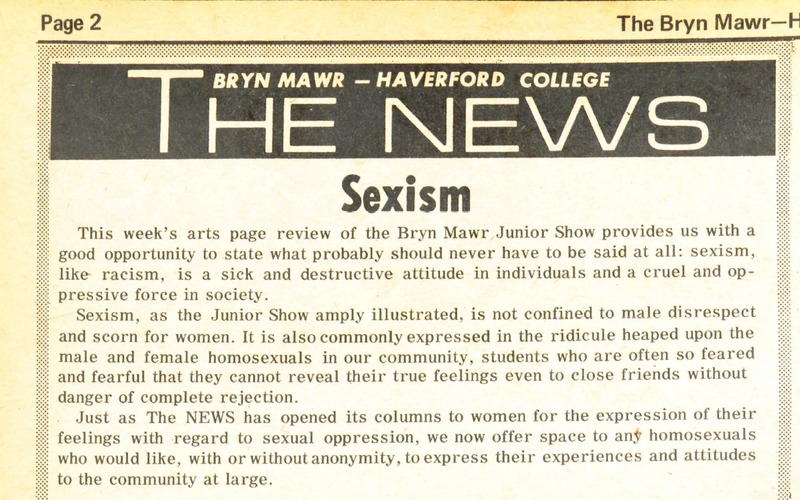 Page 2
The Bryn Mawr—H
BRYN MAWR – HAVERFORD COLLEGE
THE NEWS
Sexism
This week's arts page review of the Bryn Mawr Junior Show provides us with a
good opportunity to state what probably should never have to be said at all: sexism,
like racism, is a sick and destructive attitude in individuals and a cruel and op-
pressive force in society.
Sexism, as the Junior Show amply illustrated, is not confined to male disrespect
and scorn for women. It is also commonly expressed in the ridicule heaped upon the
male and female homosexuals in our community, students who are often so feared
and fearful that they cannot reveal their true feelings even to close friends without
danger of complete rejection.
Just as The NEWS has opened its columns to women for the expression of their
feelings with regard to sexual oppression, we now offer space to any homosexuals
who would like, with or without anonymity, to express their experiences and attitudes
to the community at large.